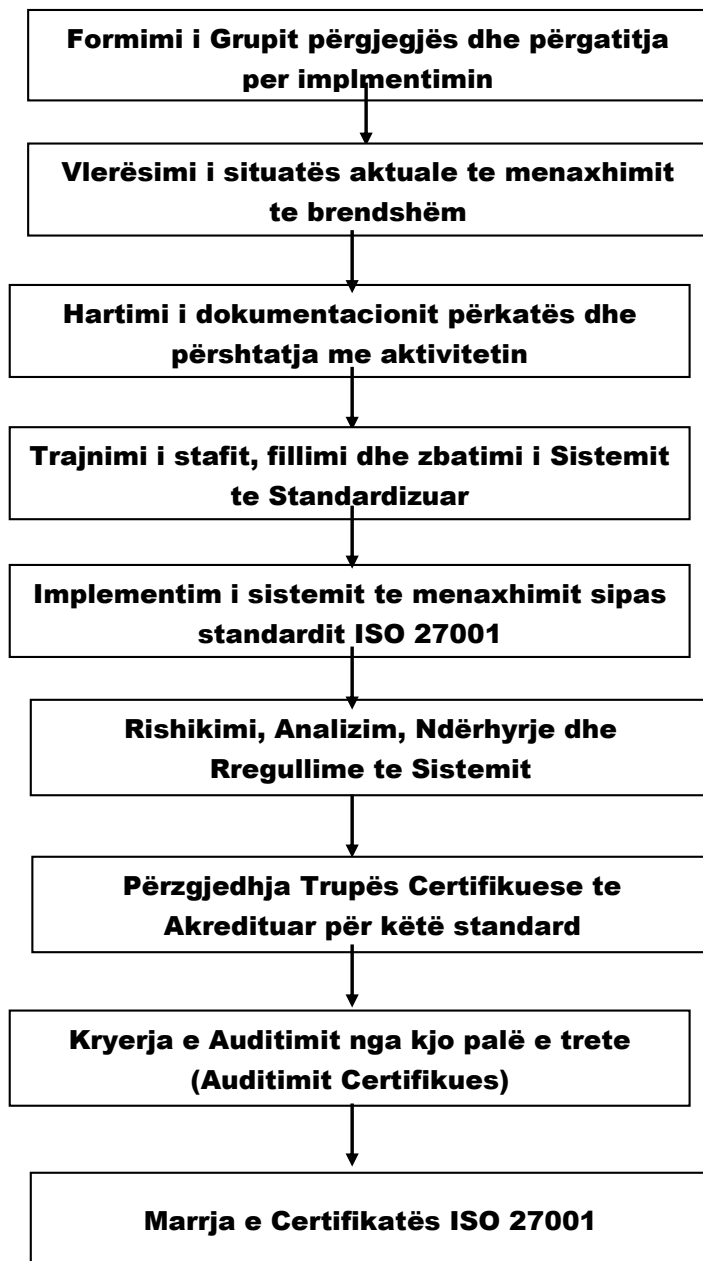 Formimi i Grupit përgjegjës dhe përgatitja
per implmentimin
Vlerësimi i situatës aktuale te menaxhimit
te brendshëm
Hartimi i dokumentacionit përkatës dhe
përshtatja me aktivitetin
Trajnimi i stafit, fillimi dhe zbatimi i Sistemit
te Standardizuar
Implementim i sistemit te menaxhimit sipas
standardit ISO 27001
Rishikimi, Analizim, Ndërhyrje dhe
Rregullime te Sistemit
Përzgjedhja Trupës Certifikuese te
Akredituar për këtë standard
Kryerja e Auditimit nga kjo palë e trete
(Auditimit Certifikues)
Marrja e Certifikatës ISO 27001